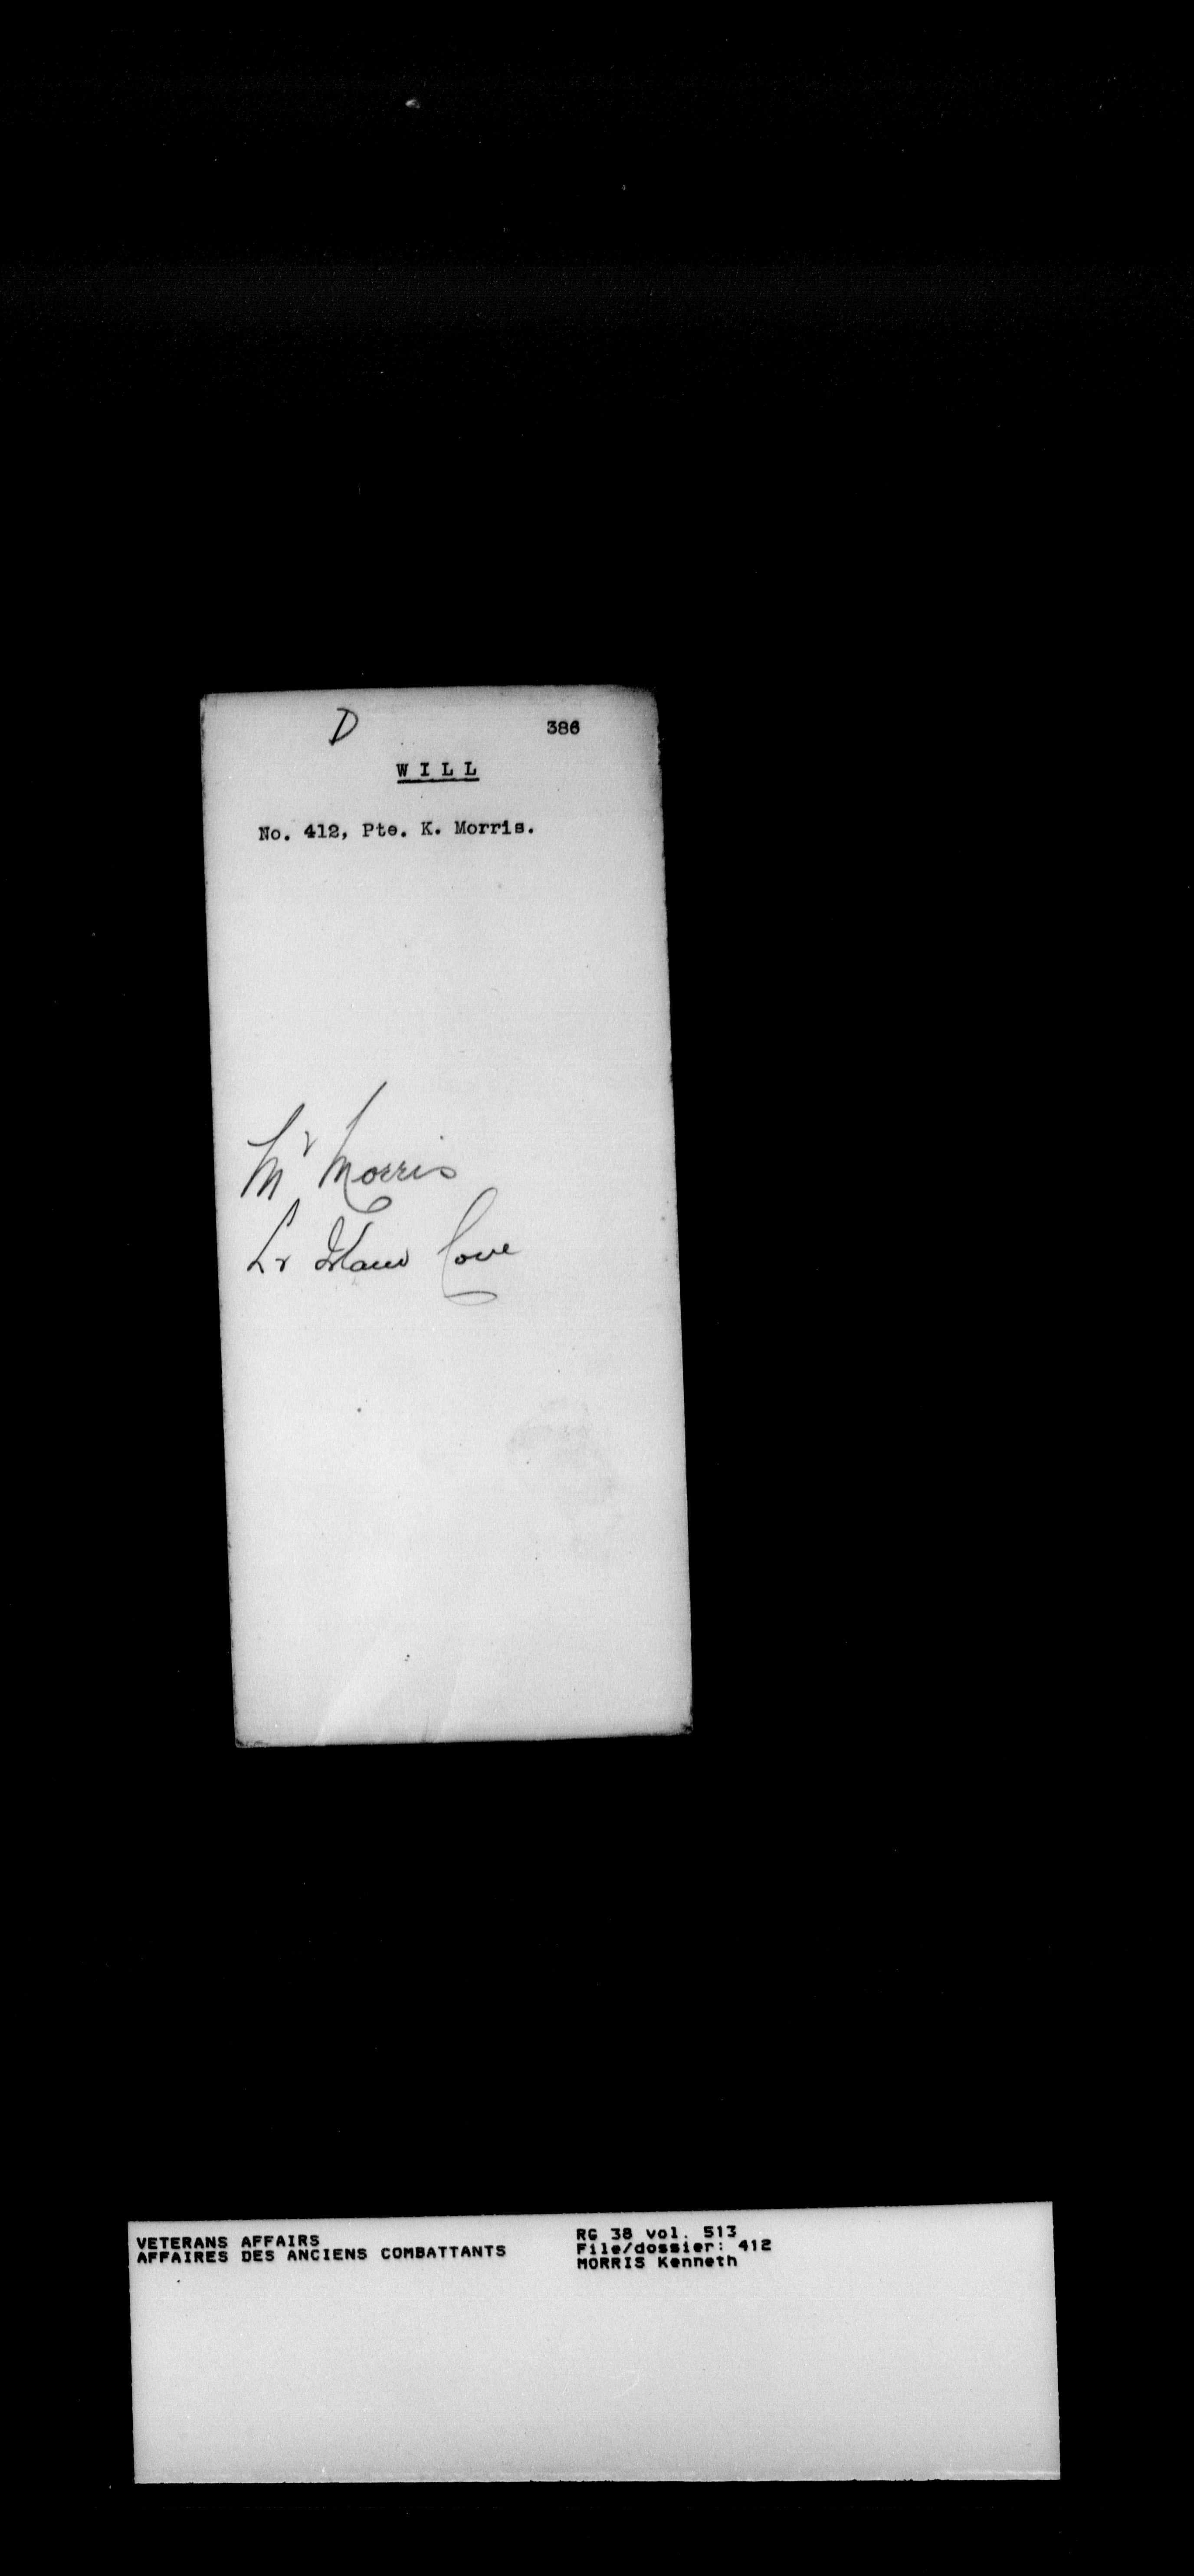 D 386
WILL
No. 412, Pte. K. Morris.
Mr Morris
Lr Island Cove
VETERANS AFFAIRS
AFFAIRES DES ANCIENS COMBATTANTS
RG 38 vol. 513
File/dossier: 412
MORRIS Kenneth